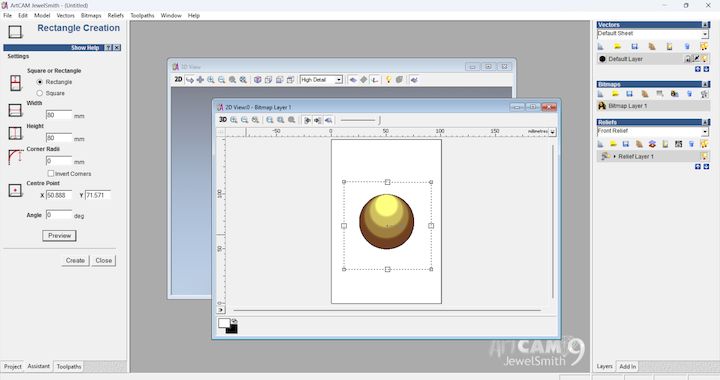 ArtCAM JewelSmith - (Untitled)
File Edit Model Vectors Bitmaps Reliefs Toolpaths Window Help
Rectangle Creation
Show Help ?
Settings
Square or Rectangle
Rectangle
Square
Width
80 mm
Height
80 mm
Corner Radii
0 mm
Invert Corners
Centre Point
X 50.888 Y 71.571
Angle 0 deg
Preview
Create Close
Project Assistant Toolpaths
3D View
2D High Detail
2D View:0 - Bitmap Layer 1
3D
-50 0 50 100 150 millimetres
100
50
0
ArtCAM 9
JewelSmith
Vectors
Default Sheet
Default Layer
Bitmaps
Bitmap Layer 1
Reliefs
Front Relief
Relief Layer 1
Layers Add In